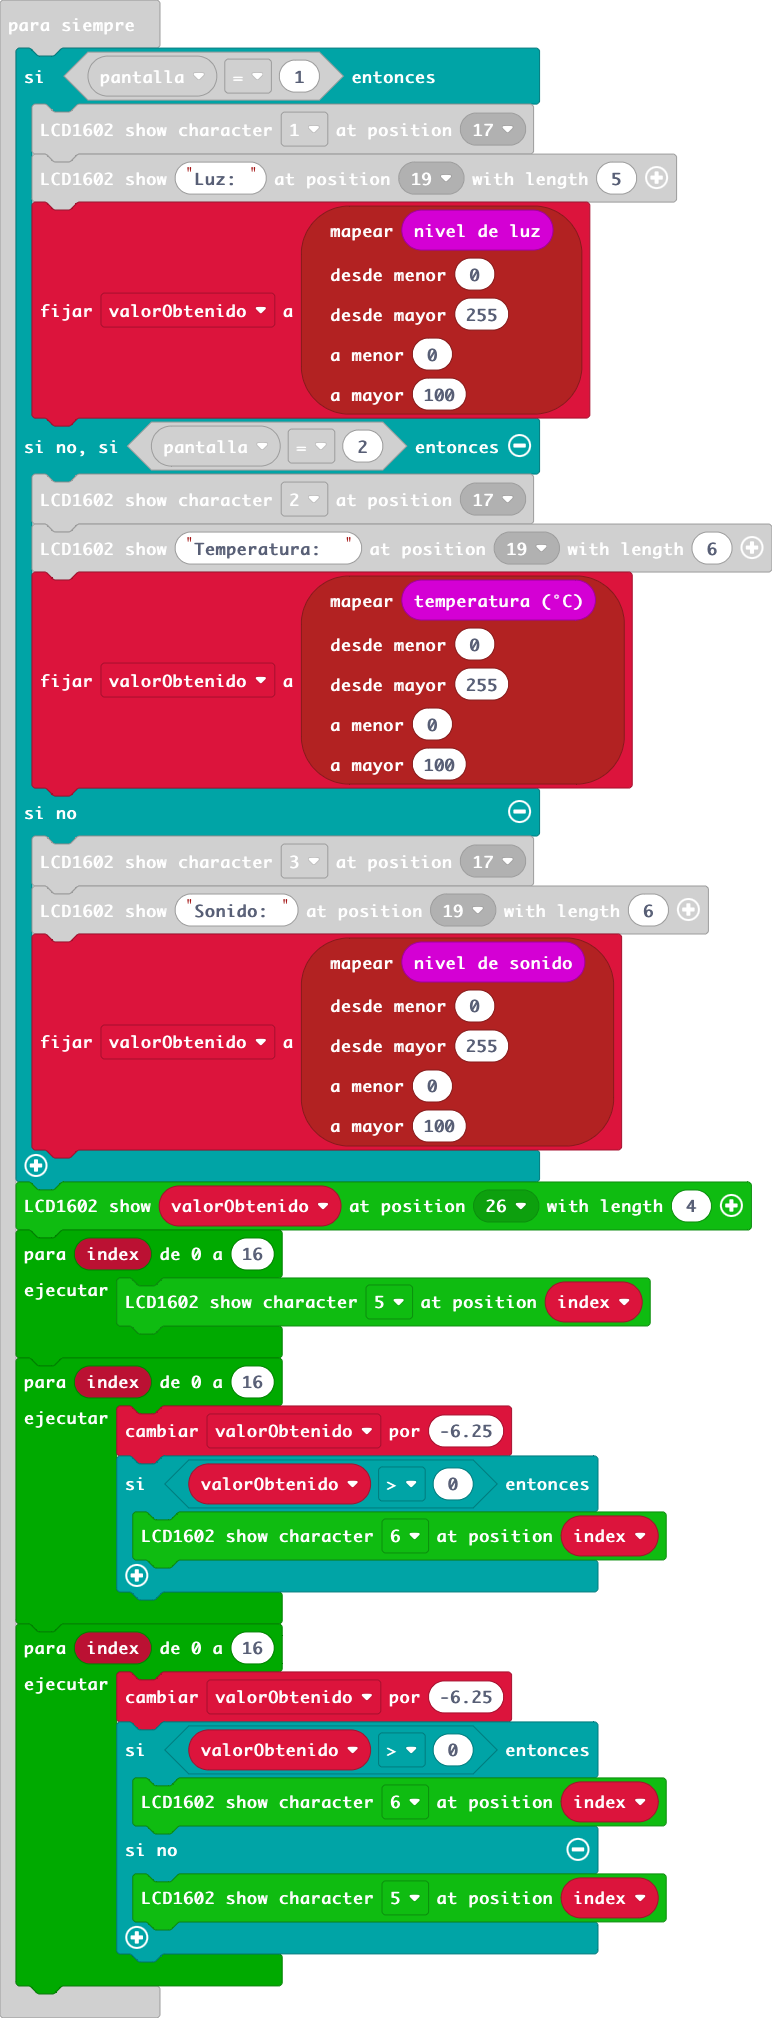 para siempre
si pantalla = 1 entonces
LCD1602 show character 1 at position 17
LCD1602 show "Luz: " at position 19 with length 5
mapear nivel de luz
desde menor 0
fijar valorObtenido a desde mayor 255
a menor 0
a mayor 100
si no, si pantalla = 2 entonces
LCD1602 show character 2 at position 17
LCD1602 show "Temperatura:  " at position 19 with length 6
mapear temperatura (°C)
desde menor 0
fijar valorObtenido a desde mayor 255
a menor 0
a mayor 100
si no
LCD1602 show character 3 at position 17
LCD1602 show "Sonido: " at position 19 with length 6
mapear nivel de sonido
desde menor 0
fijar valorObtenido a desde mayor 255
a menor 0
a mayor 100
LCD1602 show valorObtenido at position 26 with length 4
para index de 0 a 16
ejecutar LCD1602 show character 5 at position index
para index de 0 a 16
ejecutar cambiar valorObtenido por -6.25
si valorObtenido > 0 entonces
LCD1602 show character 6 at position index
para index de 0 a 16
ejecutar cambiar valorObtenido por -6.25
si valorObtenido > 0 entonces
LCD1602 show character 6 at position index
si no
LCD1602 show character 5 at position index